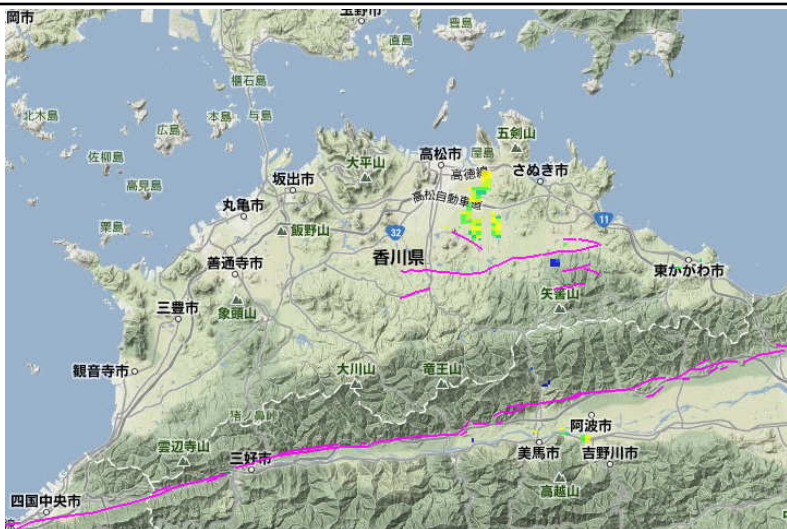 岡市
玉野市
豊島
直島
櫃石島
北木島
本島
与島
広島
佐柳島
高見島
粟島
五剣山
屋島
高松市
大平山
高徳線
さぬき市
坂出市
高松自動車道
丸亀市
飯野山
32
11
香川県
善通寺市
東かがわ市
三豊市
象頭山
矢筈山
観音寺市
大川山
竜王山
猪ノ鼻
阿波市
雲辺寺山
三好市
美馬市
吉野川市
高越山
四国中央市